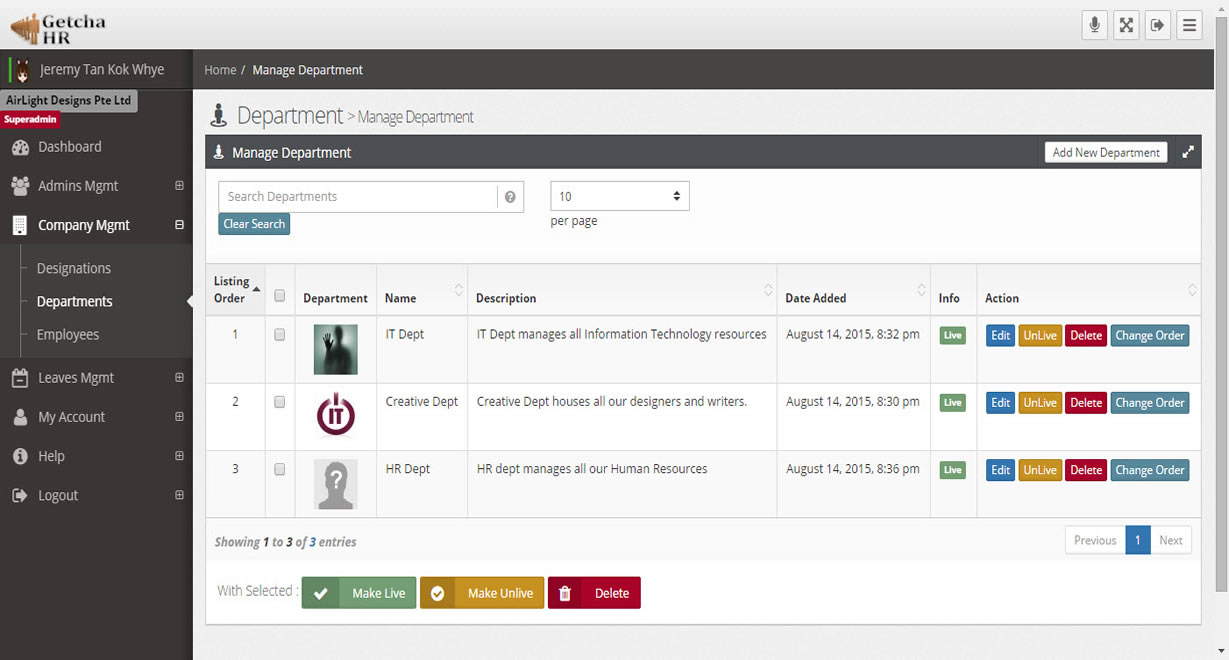 Getcha
HR
Jeremy Tan Kok Whye
Home / Manage Department
AirLight Designs Pte Ltd
Superadmin
Department > Manage Department
Dashboard
Manage Department
Add New Department
Admins Mgmt
Search Departments
10
Company Mgmt
Clear Search
per page
Designations
Departments
Employees
Listing
Order Department Name Description Date Added Info Action
1 IT Dept IT Dept manages all Information Technology resources August 14, 2015, 8:32 pm Live Edit UnLive Delete Change Order
Leaves Mgmt
2 IT Creative Dept Creative Dept houses all our designers and writers. August 14, 2015, 8:30 pm Live Edit UnLive Delete Change Order
My Account
Help
3 ? HR Dept HR dept manages all our Human Resources August 14, 2015, 8:36 pm Live Edit UnLive Delete Change Order
Logout
Showing 1 to 3 of 3 entries
Previous 1 Next
With Selected : Make Live Make Unlive Delete